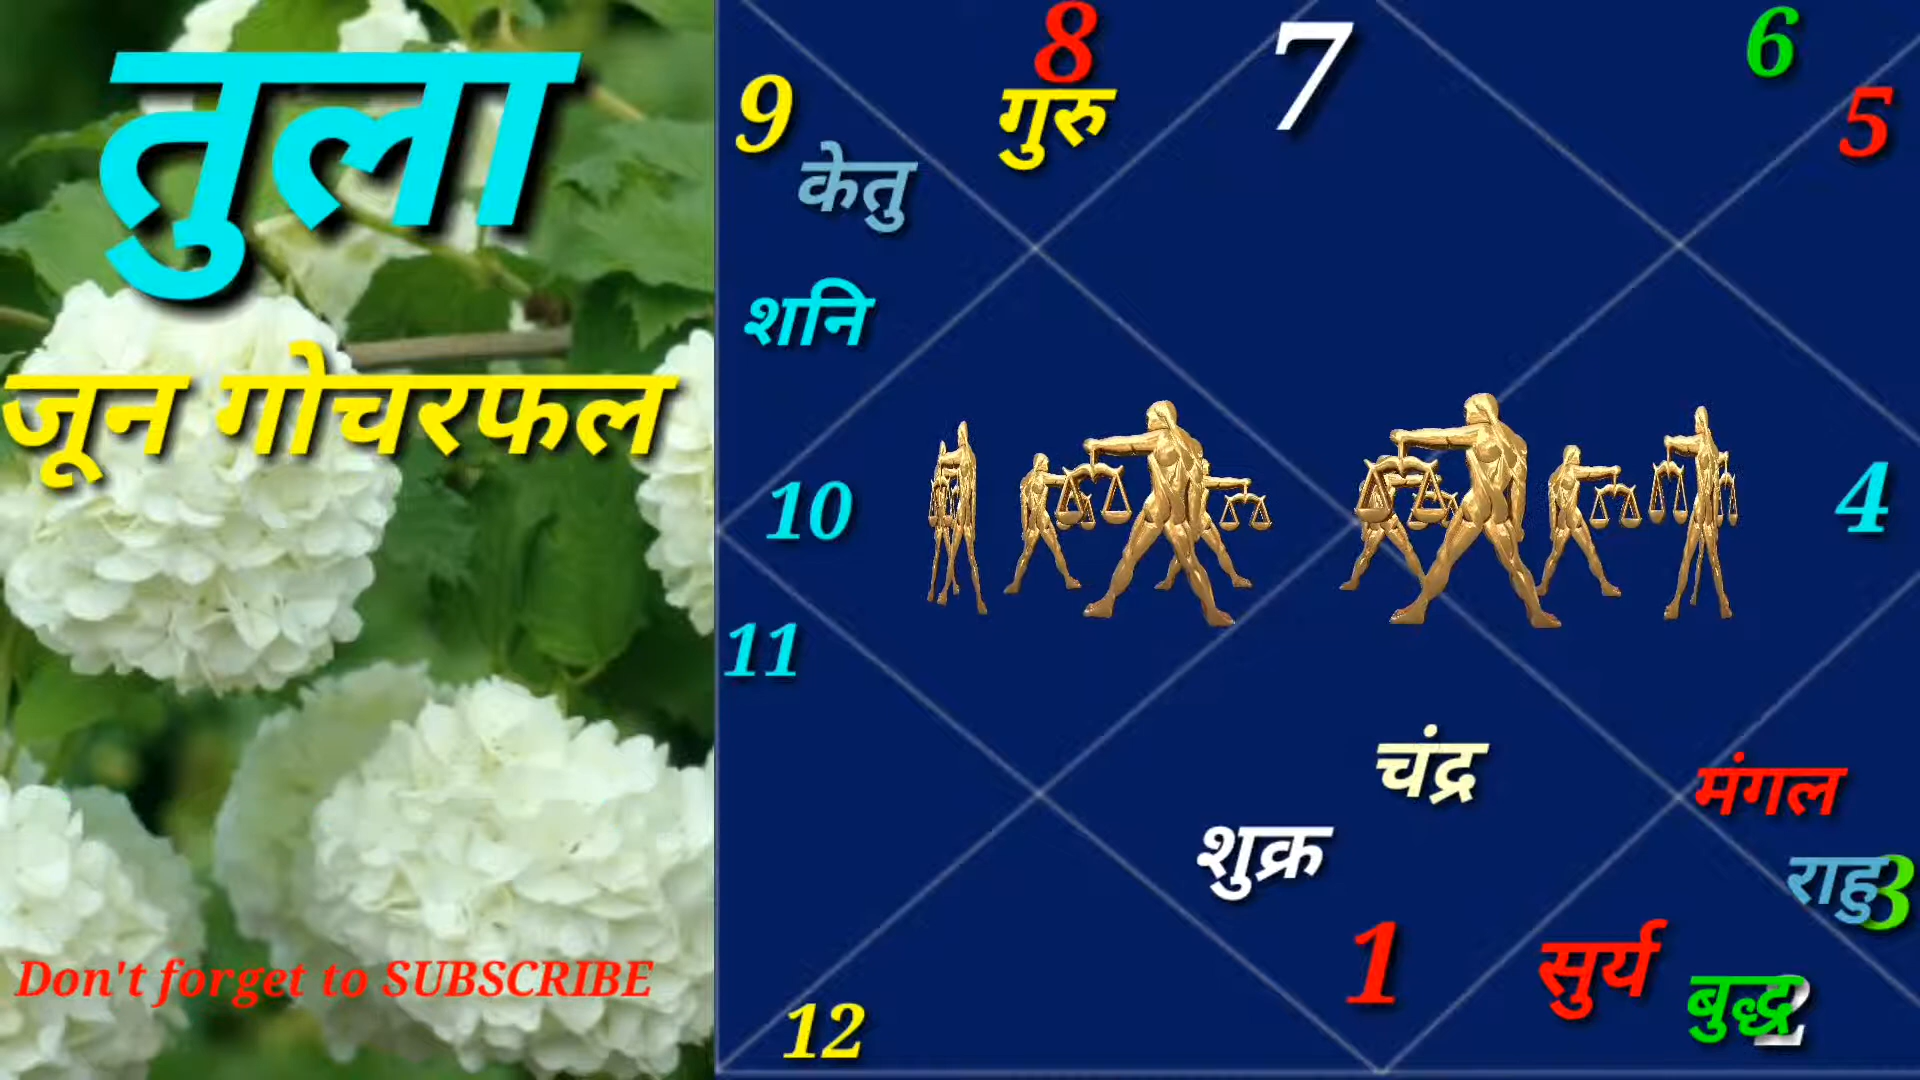 तुला
जून गोचरफल
Don't forget to SUBSCRIBE
8
गुरु
7
6
9
5
केतु
शनि
10
4
11
चंद्र
मंगल
शुक्र
राहु
3
1
सुर्य
बुद्ध
2
12